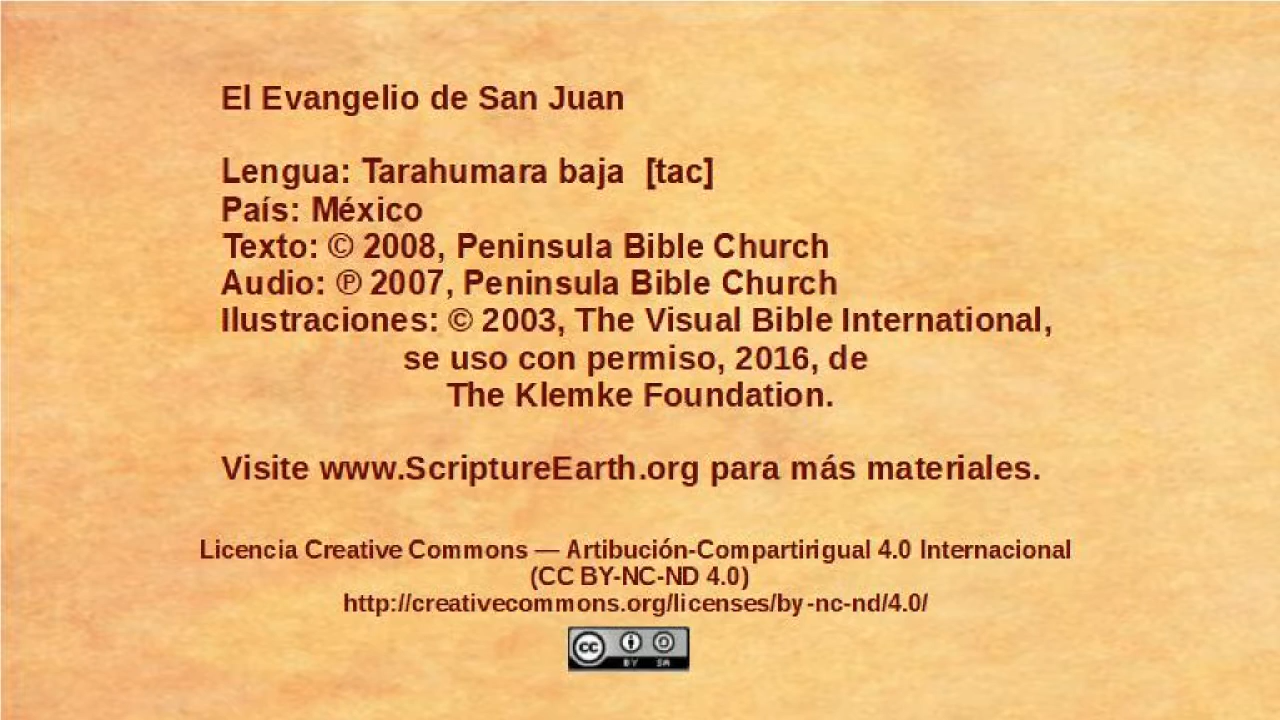 El Evangelio de San Juan
Lengua: Tarahumara baja [tac]
País: México
Texto: © 2008, Peninsula Bible Church
Audio: ℗ 2007, Peninsula Bible Church
Ilustraciones: © 2003, The Visual Bible International,
se uso con permiso, 2016, de
The Klemke Foundation.
Visite www.ScriptureEarth.org para más materiales.
Licencia Creative Commons — Artibución-Compartirigual 4.0 Internacional
(CC BY-NC-ND 4.0)
http://creativecommons.org/licenses/by-nc-nd/4.0/
cc BY SA